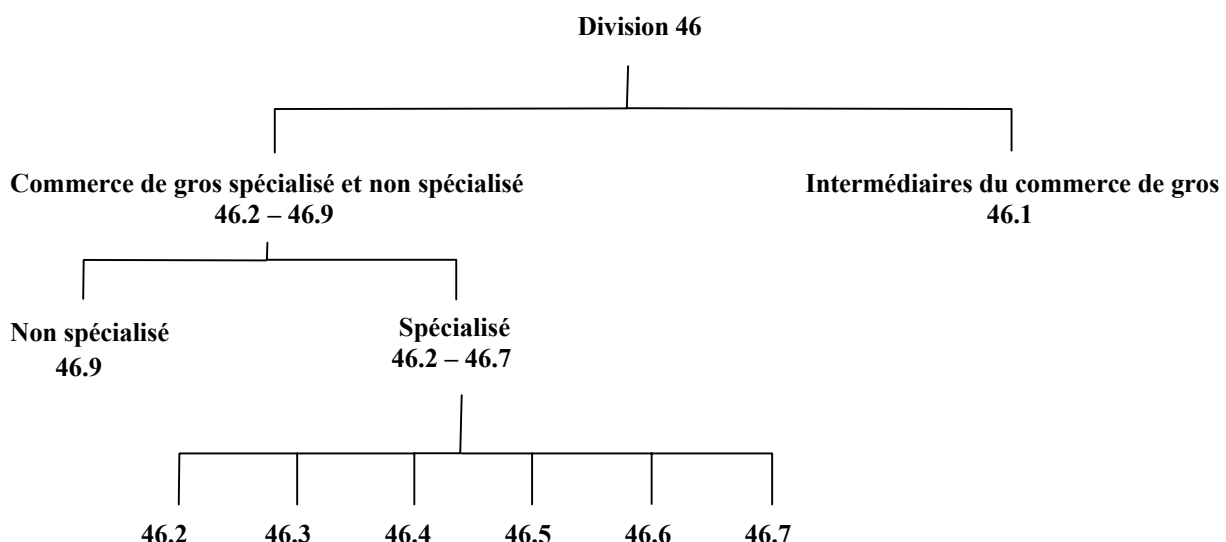 Division 46
Commerce de gros spécialisé et non spécialisé
46.2 – 46.9
Intermédiaires du commerce de gros
46.1
Non spécialisé
46.9
Spécialisé
46.2 – 46.7
46.2 46.3 46.4 46.5 46.6 46.7